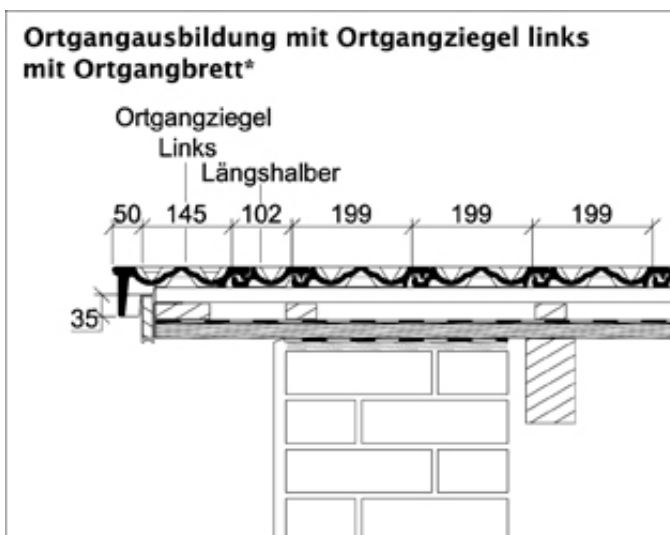 Ortgangausbildung mit Ortgangziegel links
mit Ortgangbrett*
Ortgangziegel
Links
Längshalber
50 145 102 199 199 199
35